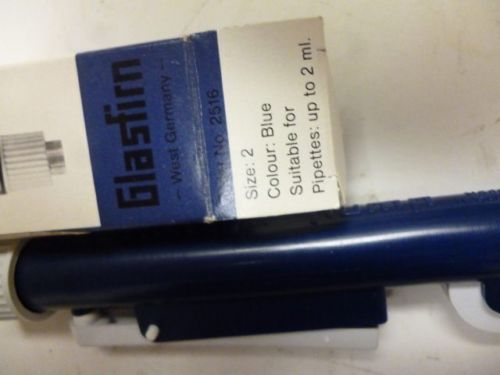 Glasfirn
— West Germany —
No. 2516
Size: 2
Colour: Blue
Suitable for
Pipettes: up to 2 ml.